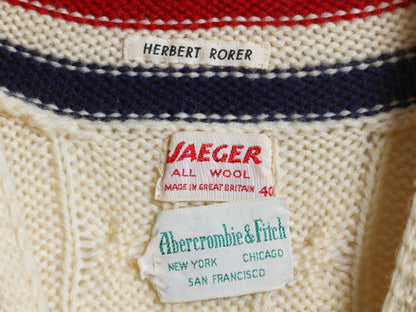 HERBERT RORER
JAEGER
ALL WOOL
MADE IN GREAT BRITAIN 40
Abercrombie & Fitch
NEW YORK CHICAGO
SAN FRANCISCO